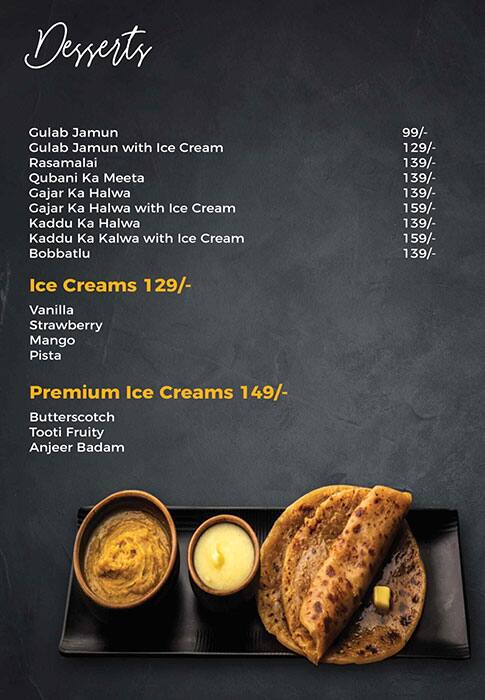 Desserts
Gulab Jamun 99/-
Gulab Jamun with Ice Cream 129/-
Rasamalai 139/-
Qubani Ka Meeta 139/-
Gajar Ka Halwa 139/-
Gajar Ka Halwa with Ice Cream 159/-
Kaddu Ka Halwa 139/-
Kaddu Ka Kalwa with Ice Cream 159/-
Bobbatlu 139/-
Ice Creams 129/-
Vanilla
Strawberry
Mango
Pista
Premium Ice Creams 149/-
Butterscotch
Tooti Fruity
Anjeer Badam